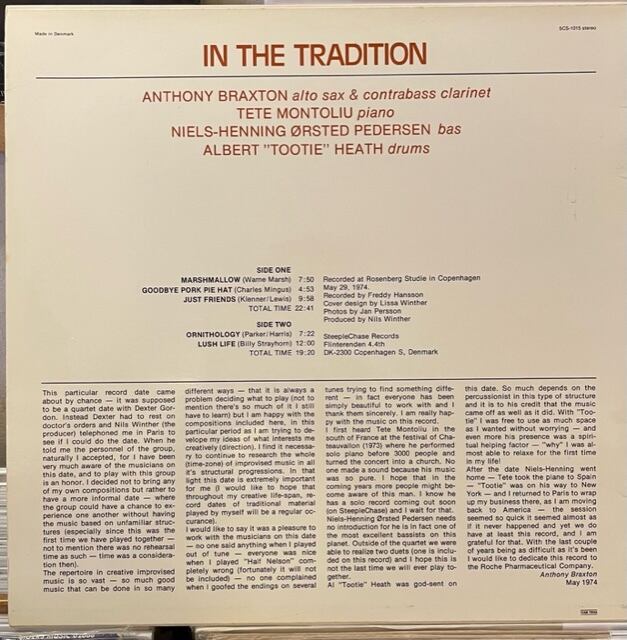 Made in Denmark
SCS-1015 stereo
IN THE TRADITION
ANTHONY BRAXTON alto sax & contrabass clarinet
TETE MONTOLIU piano
NIELS-HENNING ØRSTED PEDERSEN bas
ALBERT "TOOTIE" HEATH drums
SIDE ONE
MARSHMALLOW (Warne Marsh) 7:50
GOODBYE PORK PIE HAT (Charles Mingus) 4:53
JUST FRIENDS (Klenner/Lewis) 9:58
TOTAL TIME 22:41
SIDE TWO
ORNITHOLOGY (Parker/Harris) 7:22
LUSH LIFE (Billy Strayhorn) 12:00
TOTAL TIME 19:20
Recorded at Rosenberg Studie in Copenhagen
May 29, 1974.
Recorded by Freddy Hansson
Cover design by Lissa Winther
Photos by Jan Persson
Produced by Nils Winther
SteepleChase Records
Flinterenden 4.4th
DK-2300 Copenhagen S, Denmark
This particular record date came
about by chance — it was supposed
to be a quartet date with Dexter Gor-
don. Instead Dexter had to rest on
doctor's orders and Nils Winther (the
producer) telephoned me in Paris to
see if I could do the date. When he
told me the personnel of the group,
naturally I accepted, for I have been
very much aware of the musicians on
this date, and to play with this group
is an honor. I decided not to bring any
of my own compositions but rather to
have a more informal date — where
the group could have a chance to ex-
perience one another without having
the music based on unfamiliar struc-
tures (especially since this was the
first time we have played together —
not to mention there was no rehearsal
time as such — time was a considera-
tion then).
The repertoire in creative improvised
music is so vast — so much good
music that can be done in so many
different ways — that it is always a
problem deciding what to play (not to
mention there's so much of it I still
have to learn) but I am happy with the
compositions included here, in this
particular period as I am trying to de-
velope my ideas of what interests me
creatively (direction). I find it necessa-
ry to continue to research the whole
(time-zone) of improvised music in all
it's structural progressions. In that
light this date is extremely important
for me (I would like to hope that
throughout my creative life-span, re-
cord dates of traditional material
played by myself will be a regular oc-
curance).
I would like to say it was a pleasure to
work with the musicians on this date
— no one said anything when I played
out of tune — everyone was nice
when I played "Half Nelson" com-
pletely wrong (fortunately it will not
be included) — no one complained
when I goofed the endings on several
tunes trying to find something diffe-
rent — in fact everyone has been
simply beautiful to work with and I
thank them sincerely. I am really hap-
py with the music on this record.
I first heard Tete Montoliu in the
south of France at the festival of Cha-
teauvallon (1973) where he performed
solo piano before 3000 people and
turned the concert into a church. No
one made a sound because his music
was so pure. I hope that in the
coming years more people might be-
come aware of this man. I know he
has a solo record coming out soon
(on SteepleChase) and I wait for that.
Niels-Henning Ørsted Pedersen needs
no introduction for he is in fact one of
the most excellent bassists on this
planet. Outside of the quartet we were
able to realize two duets (one is inclu-
ded on this record) and I hope this is
not the last time we will ever play to-
gether.
Al "Tootie" Heath was god-sent on
this date. So much depends on the
percussionist in this type of structure
and it is to his credit that the music
came off as well as it did. With "Too-
tie" I was free to use as much space
as I wanted without worrying — and
even more his presence was a spiri-
tual helping factor — "why" I was al-
most able to relaxe for the first time
in my life!
After the date Niels-Henning went
home — Tete took the plane to Spain
— "Tootie" was on his way to New
York — and I returned to Paris to wrap
up my business there, as I was on way
back to America — the session
seemed so quick it seemed almost as
if it never happened and yet we do
have at least this record, and I am
grateful for that. With the last couple
of years being as difficult as it's been
I would like to dedicate this record to
the Roche Pharmaceutical Company.
Anthony Braxton
May 1974